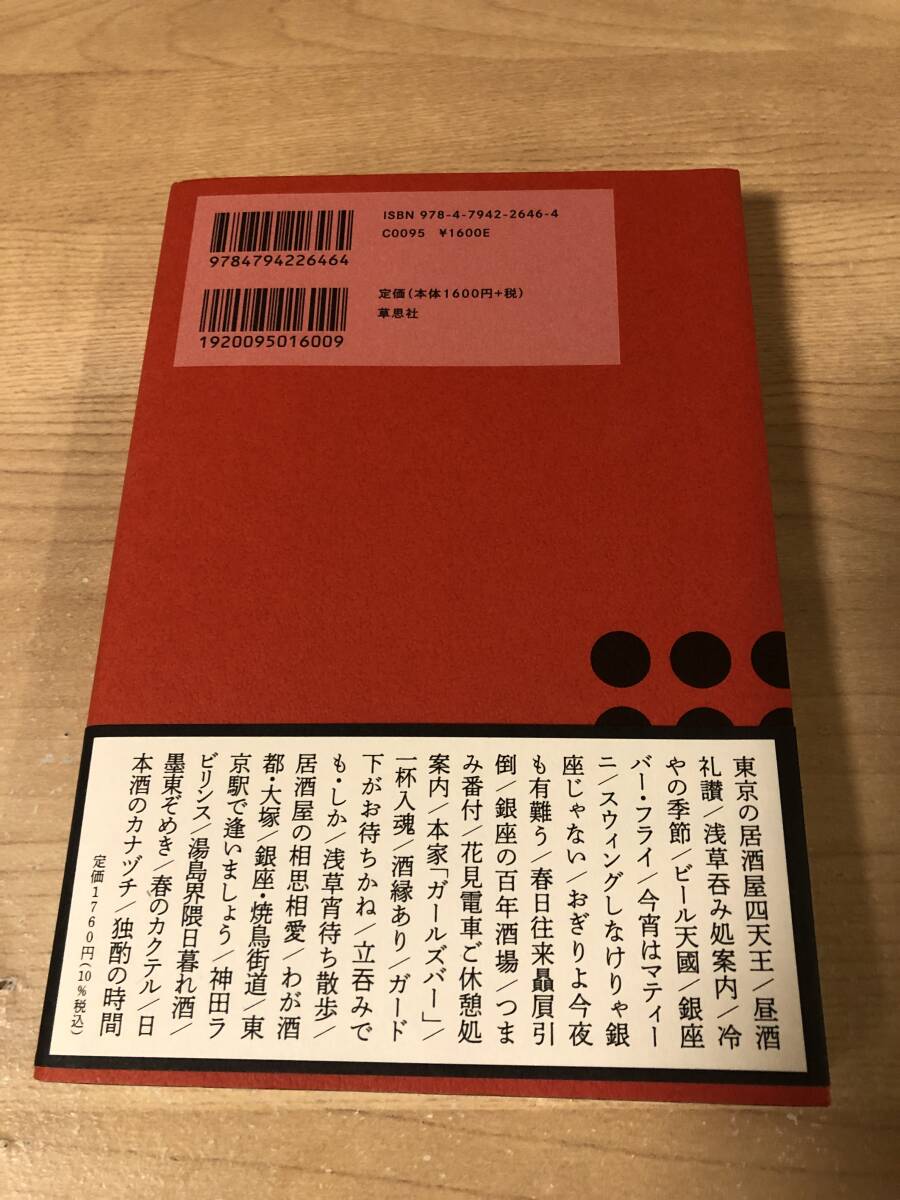 ISBN 978-4-7942-2646-4
C0095 ¥1600E
9784794226464
定価(本体1600円+税)
草思社
1920095016009
東京の居酒屋四天王/昼酒
礼讃/浅草呑み処案内/冷
やの季節/ビール天國/銀座
バー・フライ/今宵はマティー
ニ/スウィングしなけりゃ銀
座じゃない/おぎりよ今夜
も有難う/春日往来贔屓引
倒/銀座の百年酒場/つま
み番付/花見電車ご休憩処
案内/本家「ガールズバー」/
一杯入魂/酒縁あり/ガード
下がお待ちかね/立呑みで
も・しか/浅草宵待ち散歩/
居酒屋の相思相愛/わが酒
都・大塚/銀座・焼鳥街道/東
京駅で逢いましょう/神田ラ
ビリンス/湯島界隈日暮れ酒/
墨東ぞめき/春のカクテル/日
本酒のカナヅチ/独酌の時間
定価1760円(10%税込)